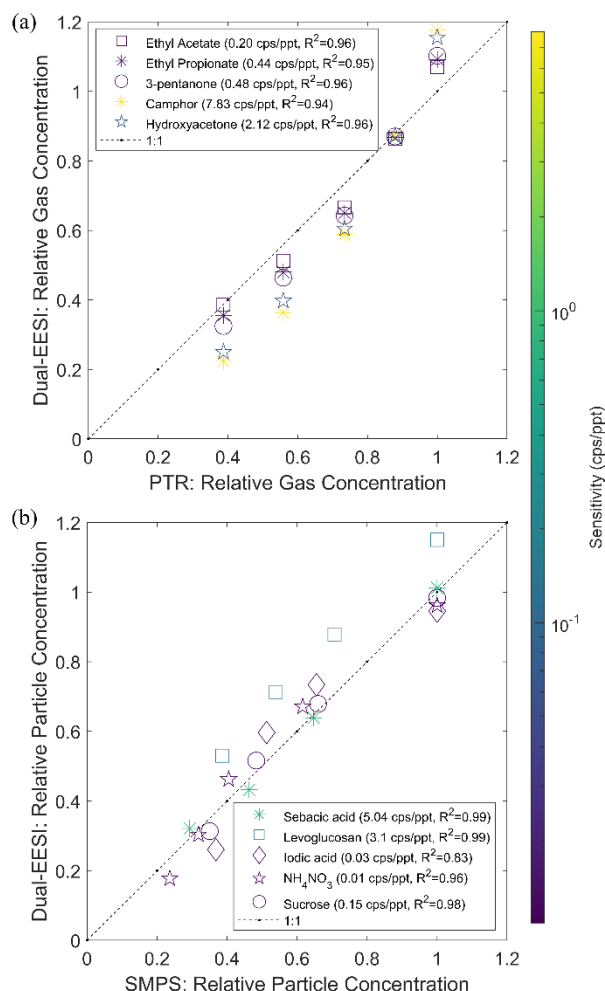 (a)
1.2
1
0.8
0.6
0.4
0.2
0
Dual-EESI: Relative Gas Concentration
Ethyl Acetate (0.20 cps/ppt, R²=0.96)
Ethyl Propionate (0.44 cps/ppt, R²=0.95)
3-pentanone (0.48 cps/ppt, R²=0.96)
Camphor (7.83 cps/ppt, R²=0.94)
Hydroxyacetone (2.12 cps/ppt, R²=0.96)
1:1
0 0.2 0.4 0.6 0.8 1 1.2
PTR: Relative Gas Concentration
(b)
1.2
1
0.8
0.6
0.4
0.2
0
Dual-EESI: Relative Particle Concentration
Sebacic acid (5.04 cps/ppt, R²=0.99)
Levoglucosan (3.1 cps/ppt, R²=0.99)
Iodic acid (0.03 cps/ppt, R²=0.83)
NH₄NO₃ (0.01 cps/ppt, R²=0.96)
Sucrose (0.15 cps/ppt, R²=0.98)
1:1
0 0.2 0.4 0.6 0.8 1 1.2
SMPS: Relative Particle Concentration
10⁰
10⁻¹
Sensitivity (cps/ppt)